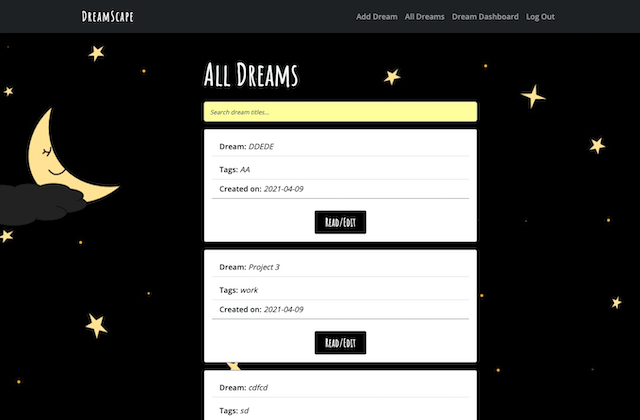 DreamScape
Add Dream All Dreams Dream Dashboard Log Out
All Dreams
Search dream titles...
Dream: DDEDE
Tags: AA
Created on: 2021-04-09
Read/Edit
Dream: Project 3
Tags: work
Created on: 2021-04-09
Read/Edit
Dream: cdfcd
Tags: sd